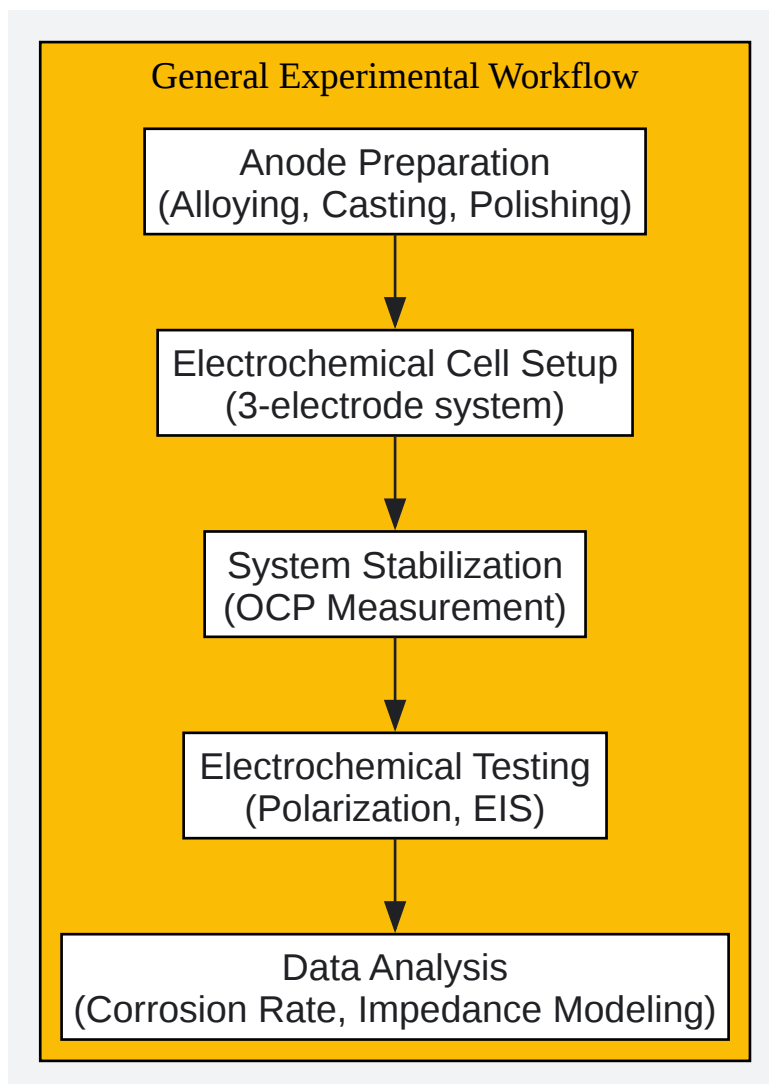 General Experimental Workflow
Anode Preparation
(Alloying, Casting, Polishing)
Electrochemical Cell Setup
(3-electrode system)
System Stabilization
(OCP Measurement)
Electrochemical Testing
(Polarization, EIS)
Data Analysis
(Corrosion Rate, Impedance Modeling)